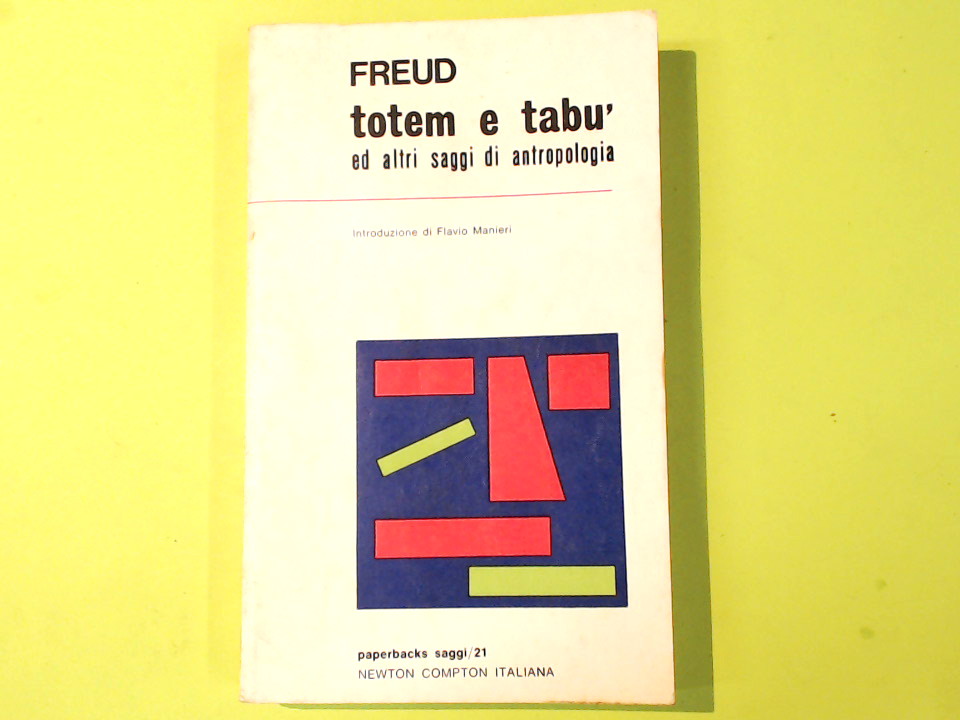 FREUD
totem e tabu'
ed altri saggi di antropologia
Introduzione di Flavio Manieri
paperbacks saggi/21
NEWTON COMPTON ITALIANA